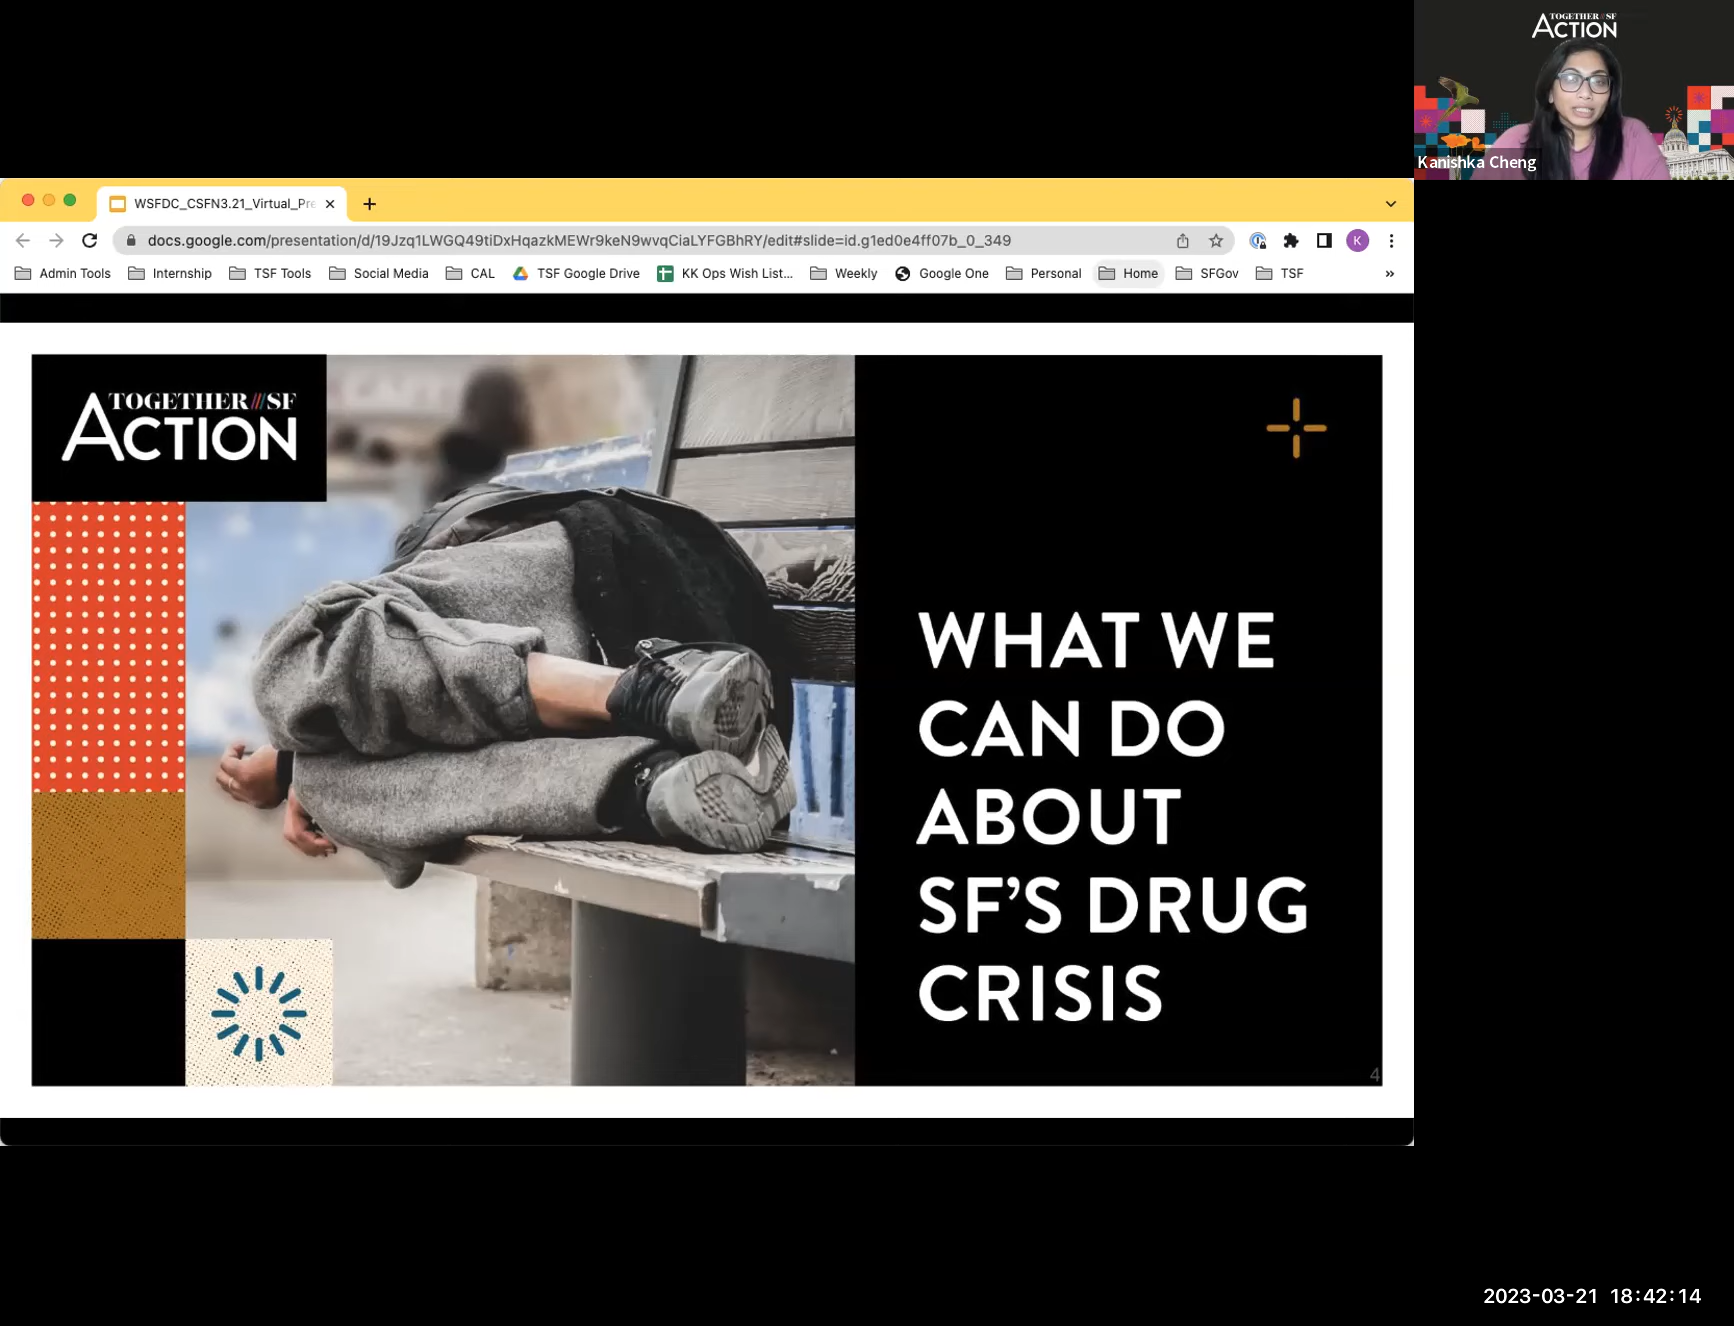 TOGETHER///SF
ACTION
Kanishka Cheng
WSFDC_CSFN3.21_Virtual_Pre
docs.google.com/presentation/d/19Jzq1LWGQ49tiDxHqazkMEWr9keN9wvqCiaLYFGBhRY/edit#slide=id.g1ed0e4ff07b_0_349
K
Admin Tools Internship TSF Tools Social Media CAL TSF Google Drive KK Ops Wish List... Weekly Google One Personal Home SFGov TSF »
TOGETHER///SF
ACTION
WHAT WE
CAN DO
ABOUT
SF'S DRUG
CRISIS
4
2023-03-21 18:42:14